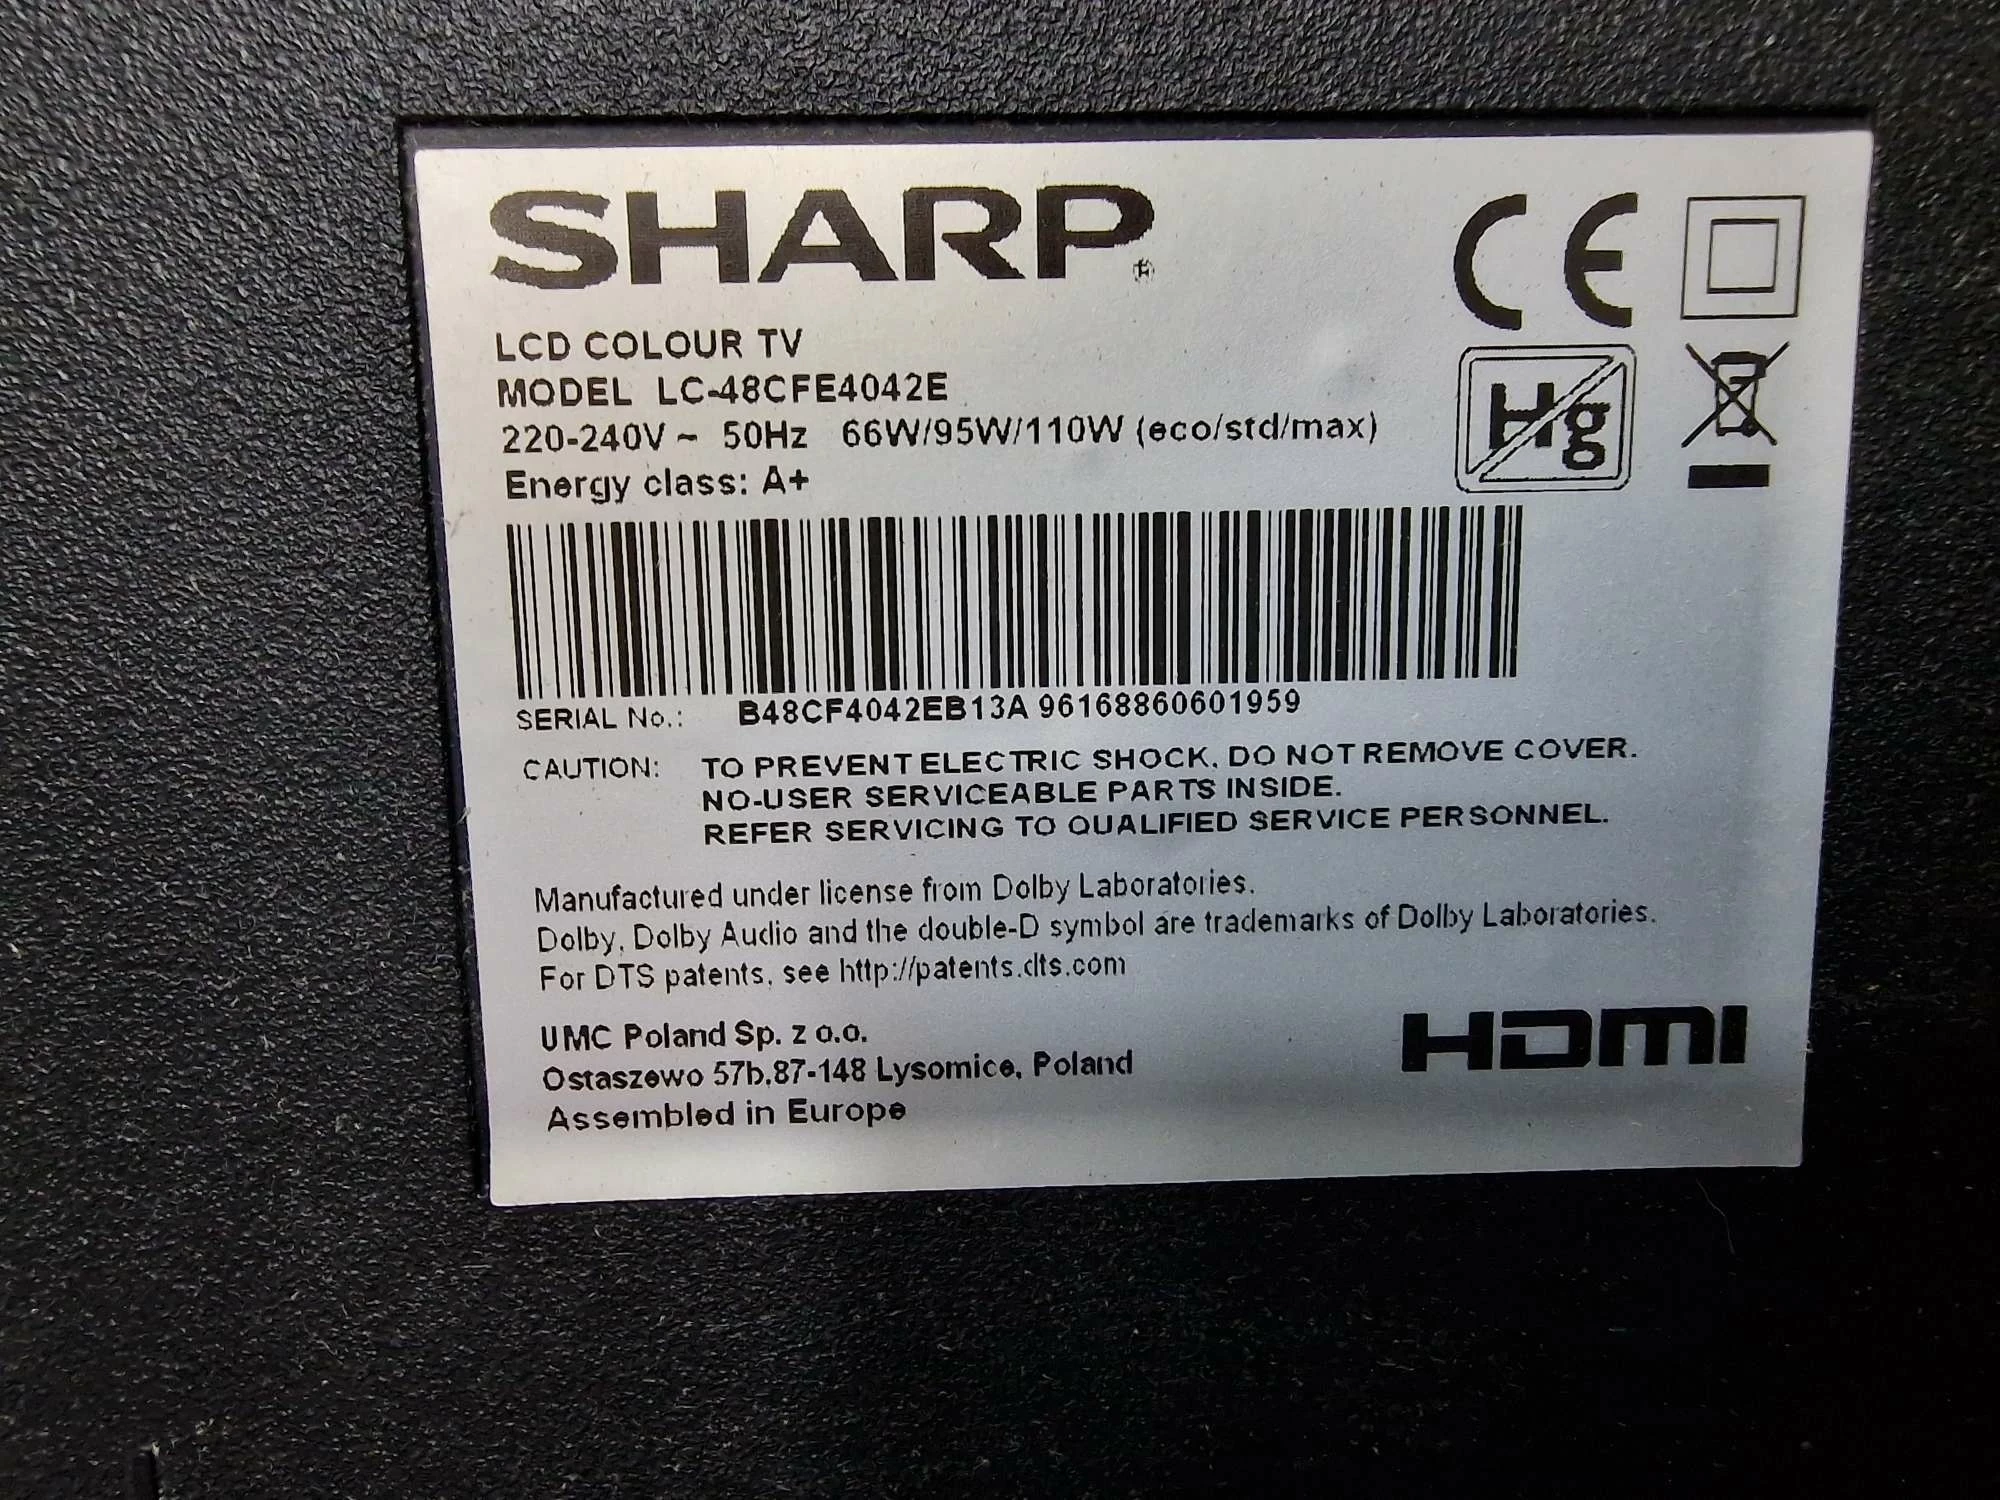 SHARP®
LCD COLOUR TV
MODEL LC-48CFE4042E
220-240V ~ 50Hz 66W/95W/110W (eco/std/max)
Energy class: A+
CE
Hg
SERIAL No.: B48CF4042EB13A 96168860601959
CAUTION: TO PREVENT ELECTRIC SHOCK, DO NOT REMOVE COVER.
NO-USER SERVICEABLE PARTS INSIDE.
REFER SERVICING TO QUALIFIED SERVICE PERSONNEL.
Manufactured under license from Dolby Laboratories.
Dolby, Dolby Audio and the double-D symbol are trademarks of Dolby Laboratories.
For DTS patents, see http://patents.dts.com
UMC Poland Sp. z o.o.
Ostaszewo 57b,87-148 Lysomice, Poland
Assembled in Europe
HDMI